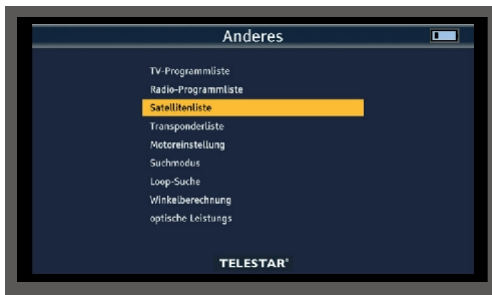 Anderes
TV-Programmliste
Radio-Programmliste
Satellitenliste
Transponderliste
Motoreinstellung
Suchmodus
Loop-Suche
Winkelberechnung
optische Leistungs
TELESTAR®